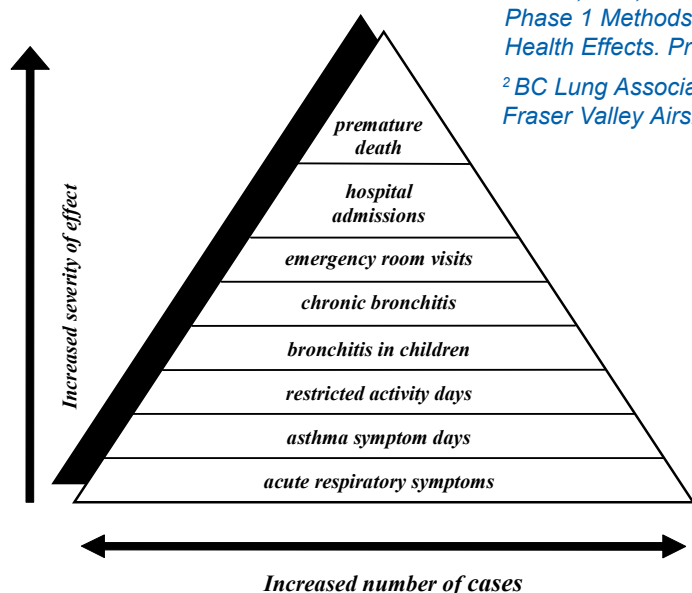 Phase 1 Methods
Health Effects. Pr
² BC Lung Associa
Fraser Valley Airs
premature
death
hospital
admissions
emergency room visits
chronic bronchitis
bronchitis in children
restricted activity days
asthma symptom days
acute respiratory symptoms
Increased severity of effect
Increased number of cases